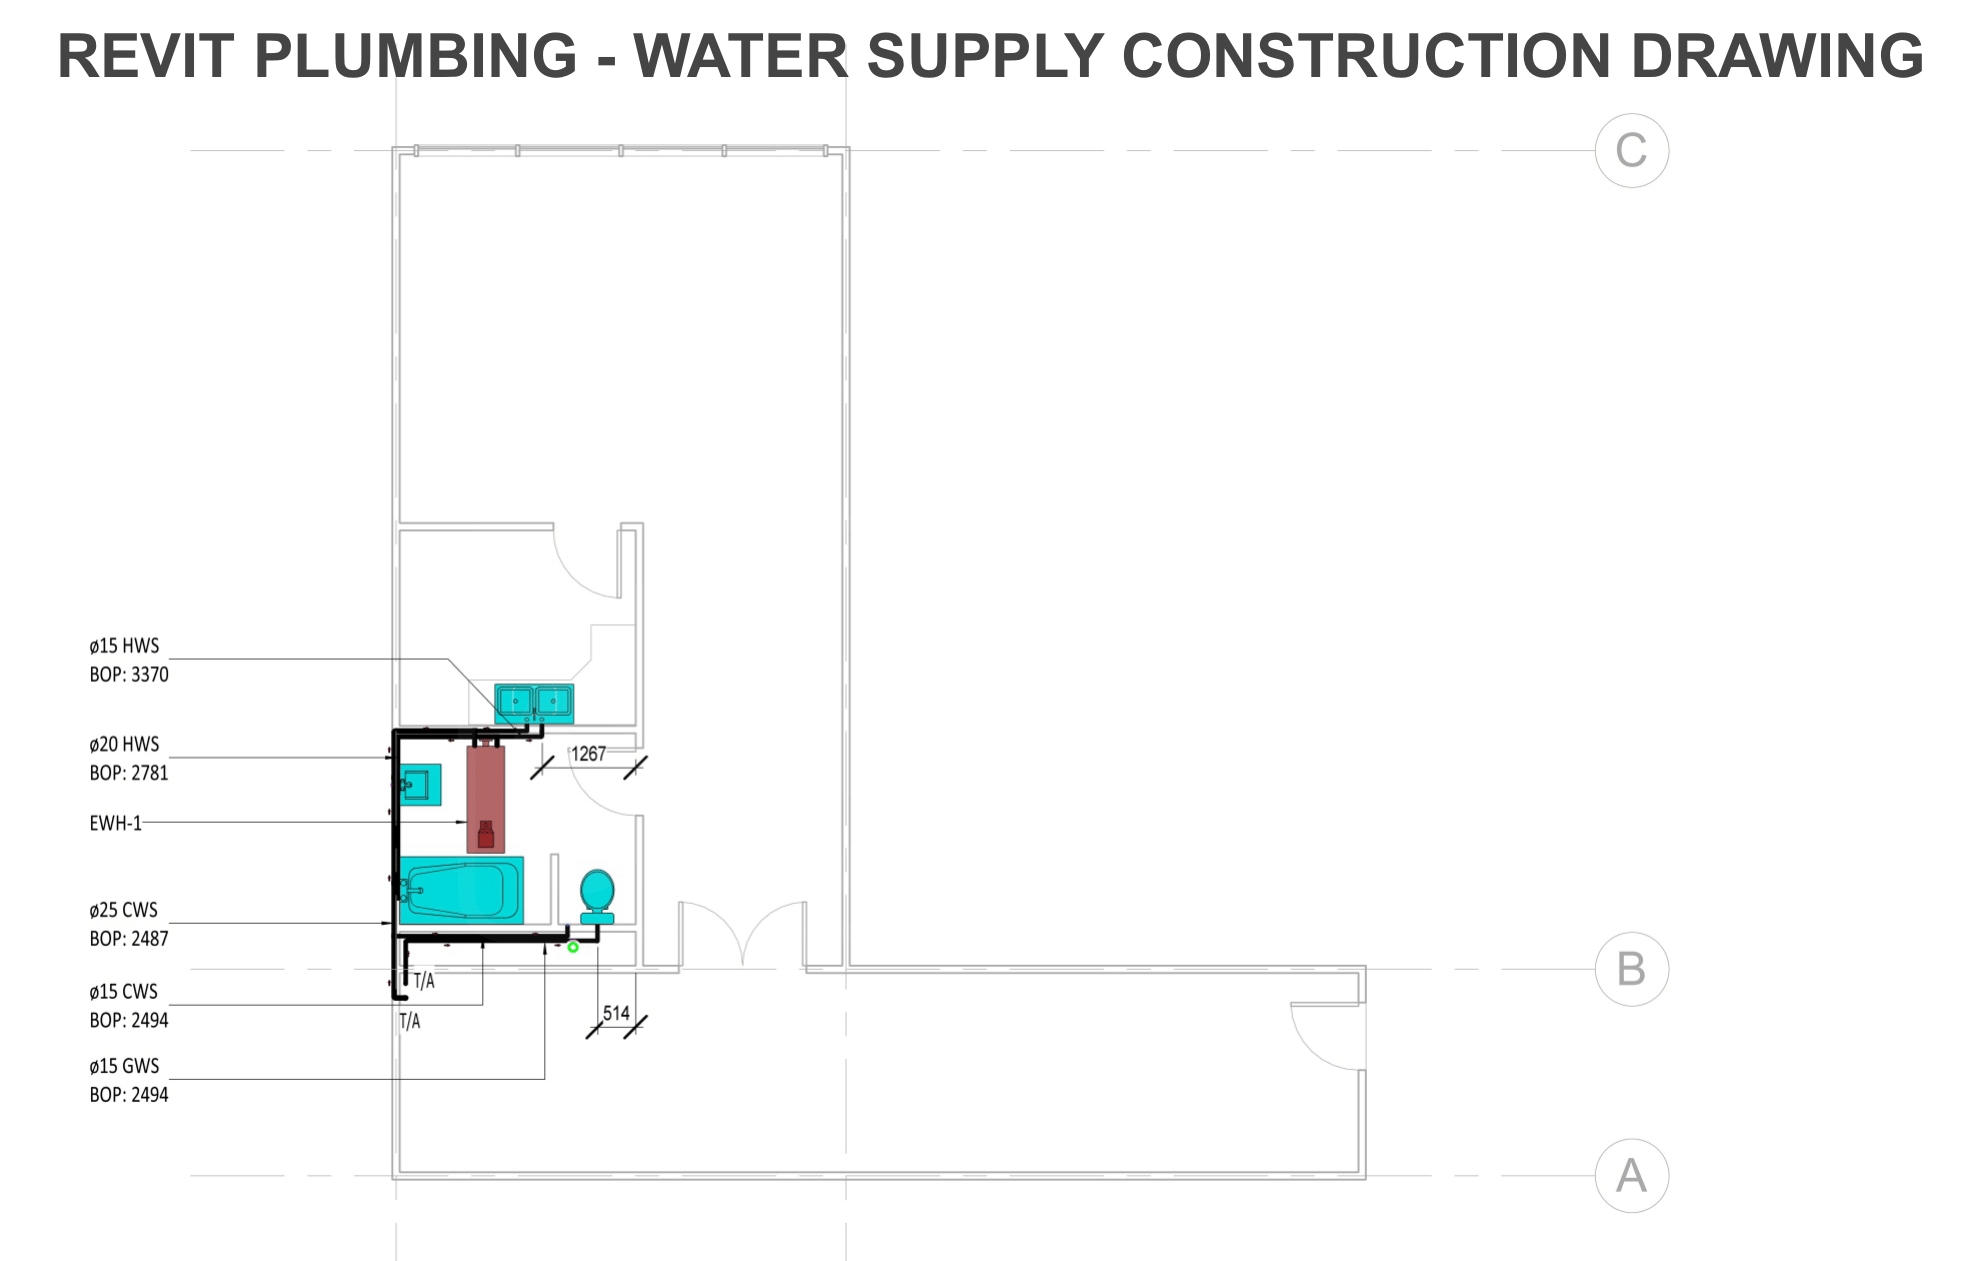 REVIT PLUMBING - WATER SUPPLY CONSTRUCTION DRAWING
C
ø15 HWS
BOP: 3370
ø20 HWS
BOP: 2781
1267
EWH-1
ø25 CWS
BOP: 2487
B
T/A
ø15 CWS
BOP: 2494
T/A
514
ø15 GWS
BOP: 2494
A